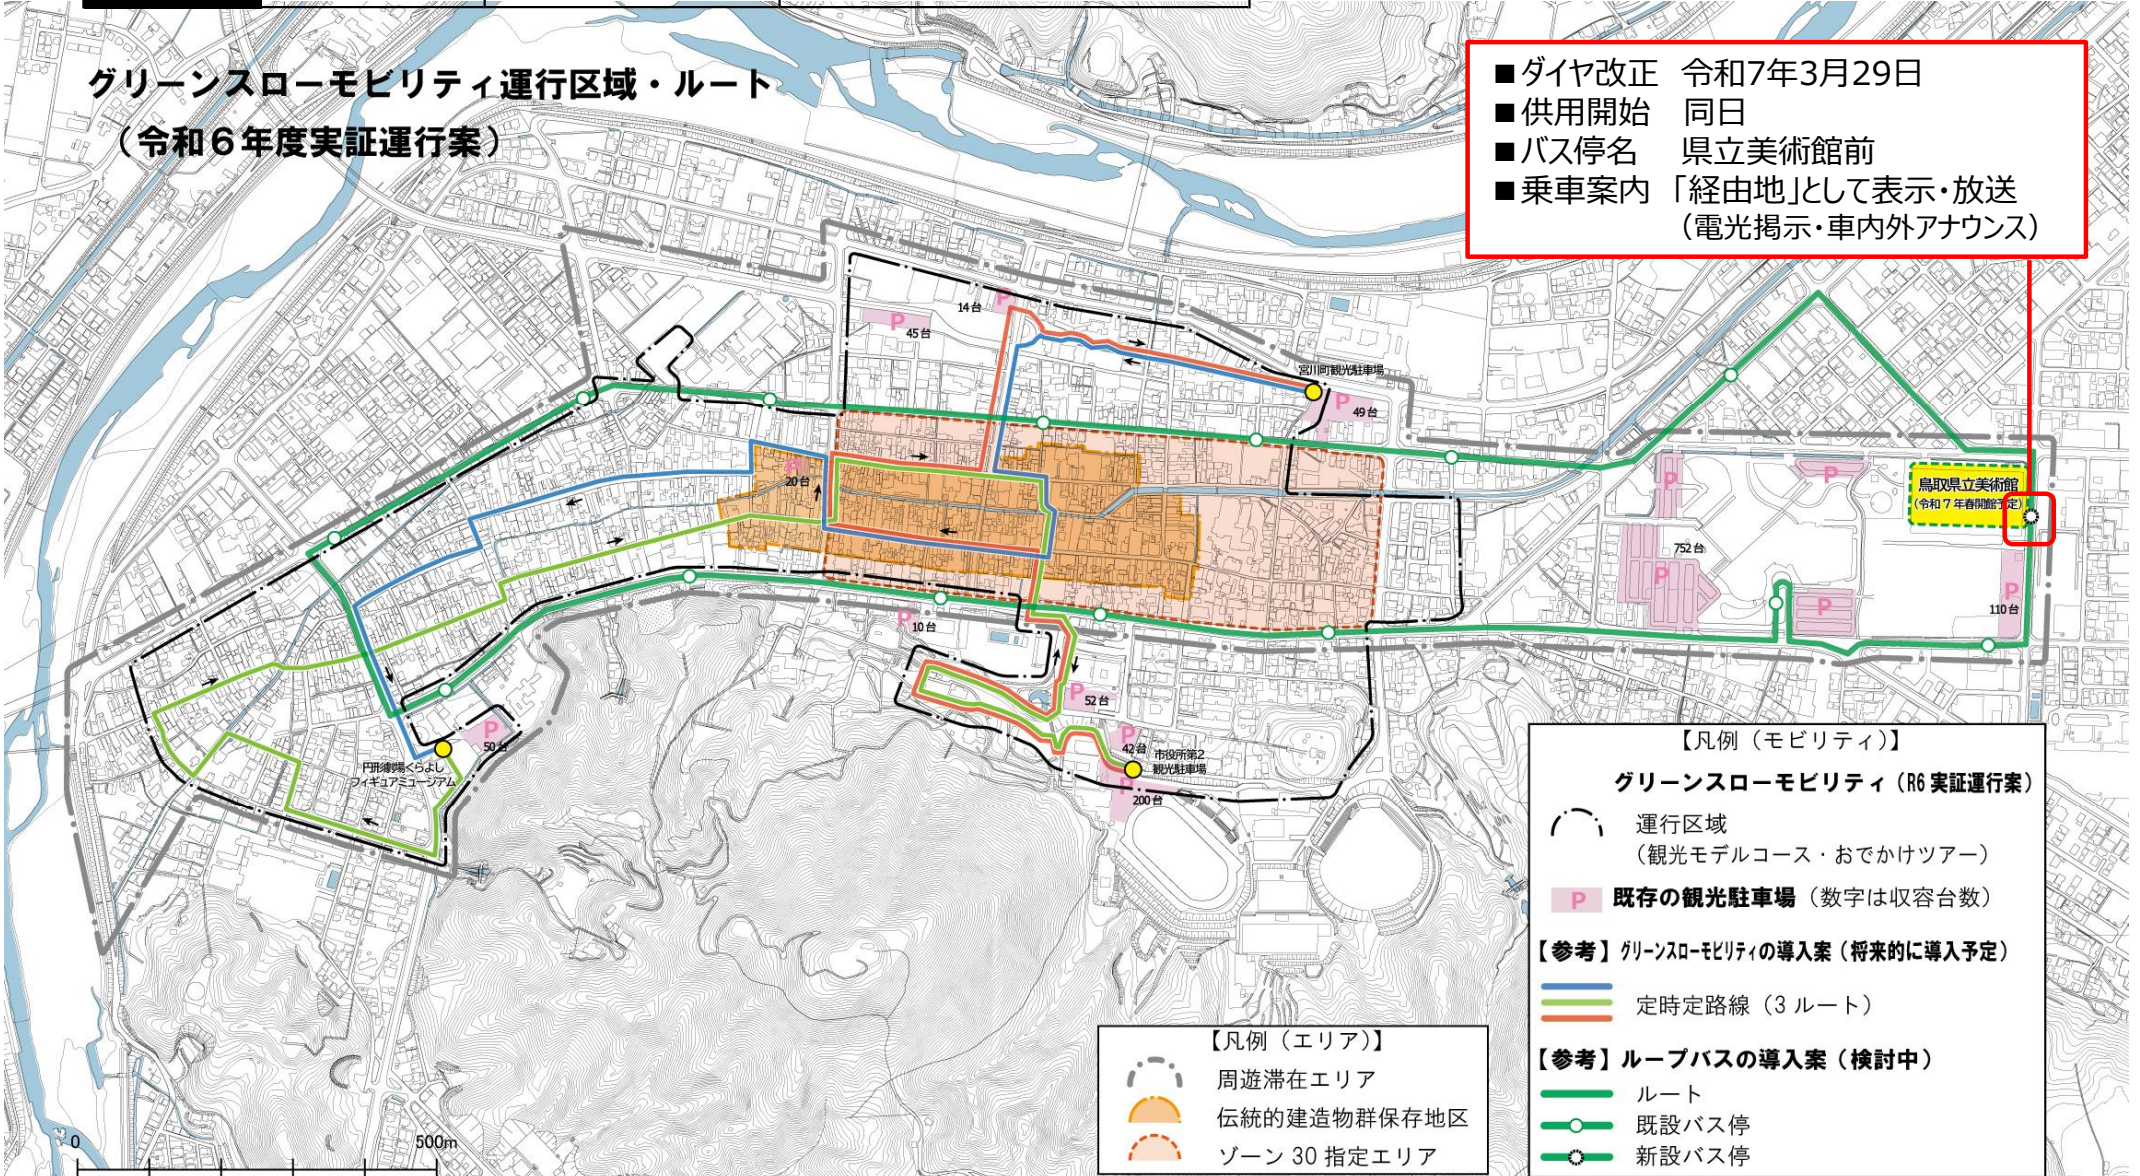 グリーンスローモビリティ運行区域・ルート
（令和６年度実証運行案）
■ダイヤ改正 令和7年3月29日
■供用開始 同日
■バス停名 県立美術館前
■乗車案内 「経由地」として表示・放送
（電光掲示・車内外アナウンス）
14台
P
P
45台
宮川町観光駐車場
P
49台
P
20台
P
P
鳥取県立美術館
（令和７年春開館予定）
752台
P
P
P
110台
P
10台
P
52台
P
50台
円形劇場くらよし
フィギュアミュージアム
P
42台
市役所第2
観光駐車場
P
200台
【凡例（モビリティ）】
グリーンスローモビリティ（R6 実証運行案）
運行区域
（観光モデルコース・おでかけツアー）
P 既存の観光駐車場（数字は収容台数）
【参考】グリーンスローモビリティの導入案（将来的に導入予定）
定時定路線（3 ルート）
【参考】ループバスの導入案（検討中）
ルート
既設バス停
新設バス停
【凡例（エリア）】
周遊滞在エリア
伝統的建造物群保存地区
ゾーン 30 指定エリア
0
500m